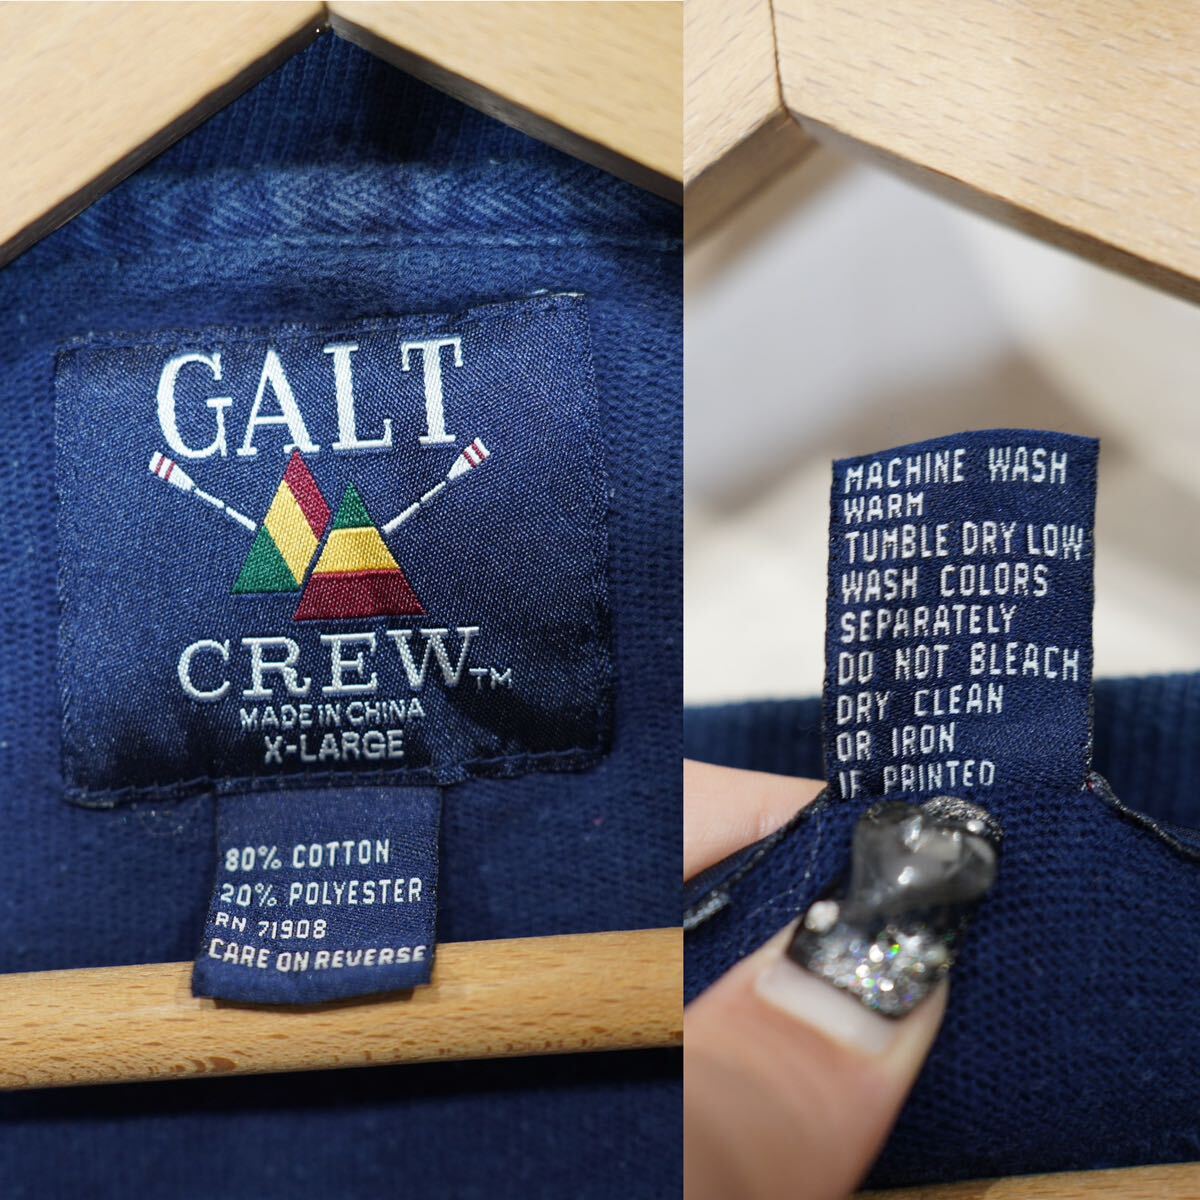 GALT
CREW™
MADE IN CHINA
X-LARGE
80% COTTON
20% POLYESTER
RN 71908
CARE ON REVERSE
MACHINE WASH
WARM
TUMBLE DRY LOW
WASH COLORS
SEPARATELY
DO NOT BLEACH
DRY CLEAN
OR IRON
IF PRINTED